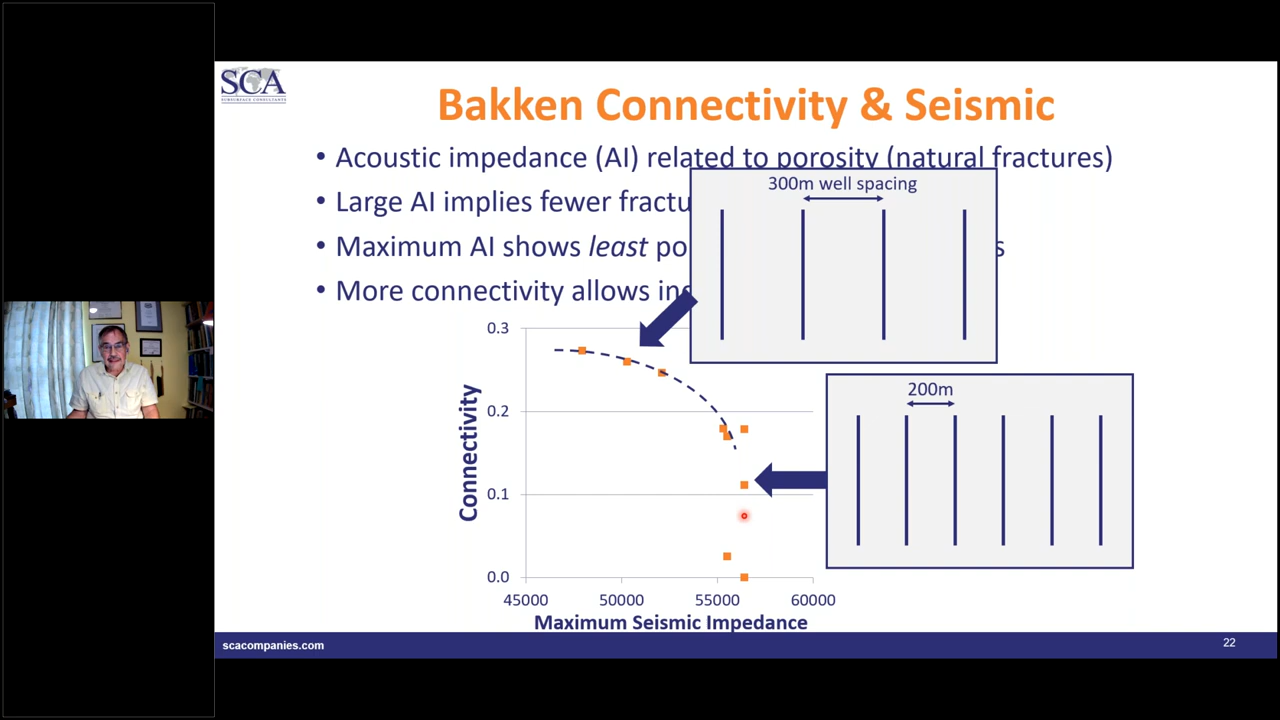 SCA
SUBSURFACE CONSULTANTS
Bakken Connectivity & Seismic
• Acoustic impedance (AI) related to porosity (natural fractures)
• Large AI implies fewer fractu
• Maximum AI shows least po s
• More connectivity allows inc
300m well spacing
200m
0.3
0.2
0.1
0.0
Connectivity
45000 50000 55000 60000
Maximum Seismic Impedance
scacompanies.com
22